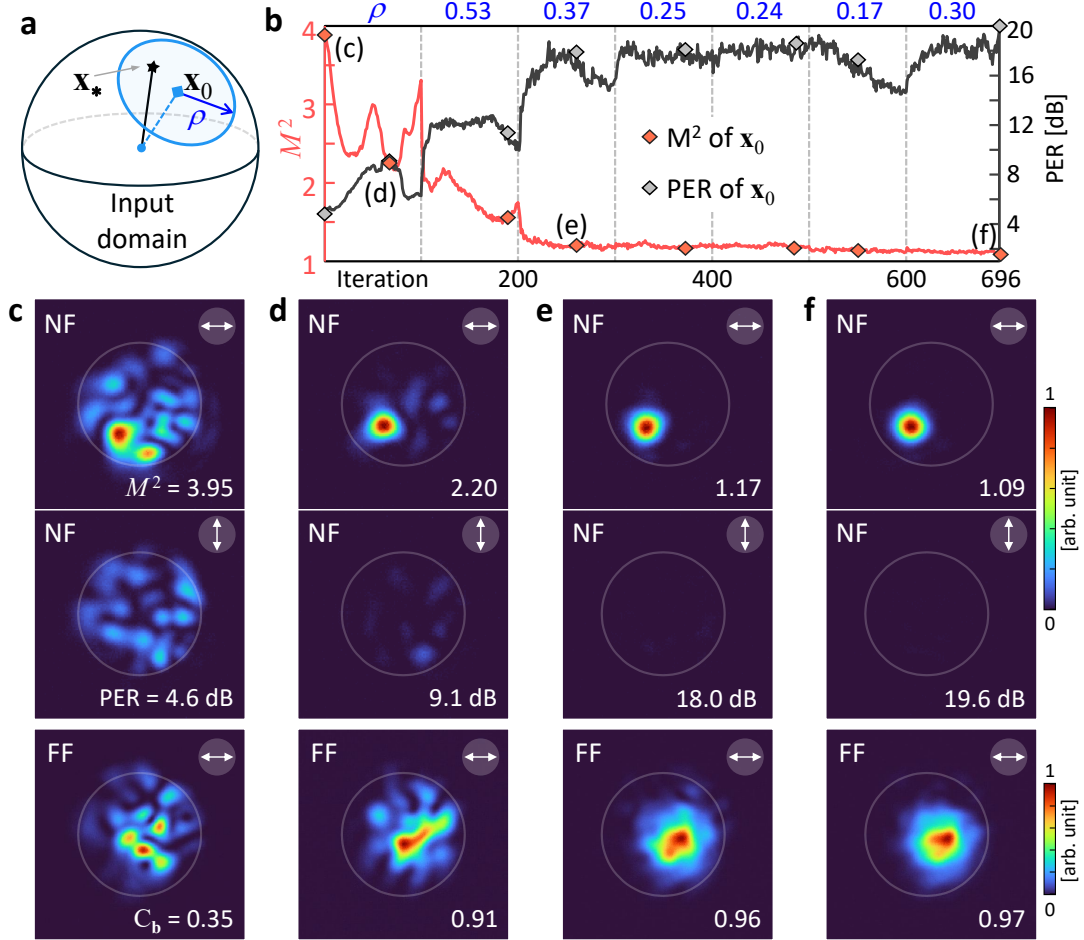 a
x⁎
x₀
ρ
Input
domain
b
ρ 0.53 0.37 0.25 0.24 0.17 0.30
4
3
2
1
M²
(c)
(d)
(e)
(f)
M² of x₀
PER of x₀
20
16
12
8
4
2
PER [dB]
Iteration 200 400 600 696
c NF
M² = 3.95
d NF
2.20
e NF
1.17
f NF
1.09
1
0
[arb. unit]
NF
PER = 4.6 dB
NF
9.1 dB
NF
18.0 dB
NF
19.6 dB
FF
C_b = 0.35
FF
0.91
FF
0.96
FF
0.97
1
0
[arb. unit]